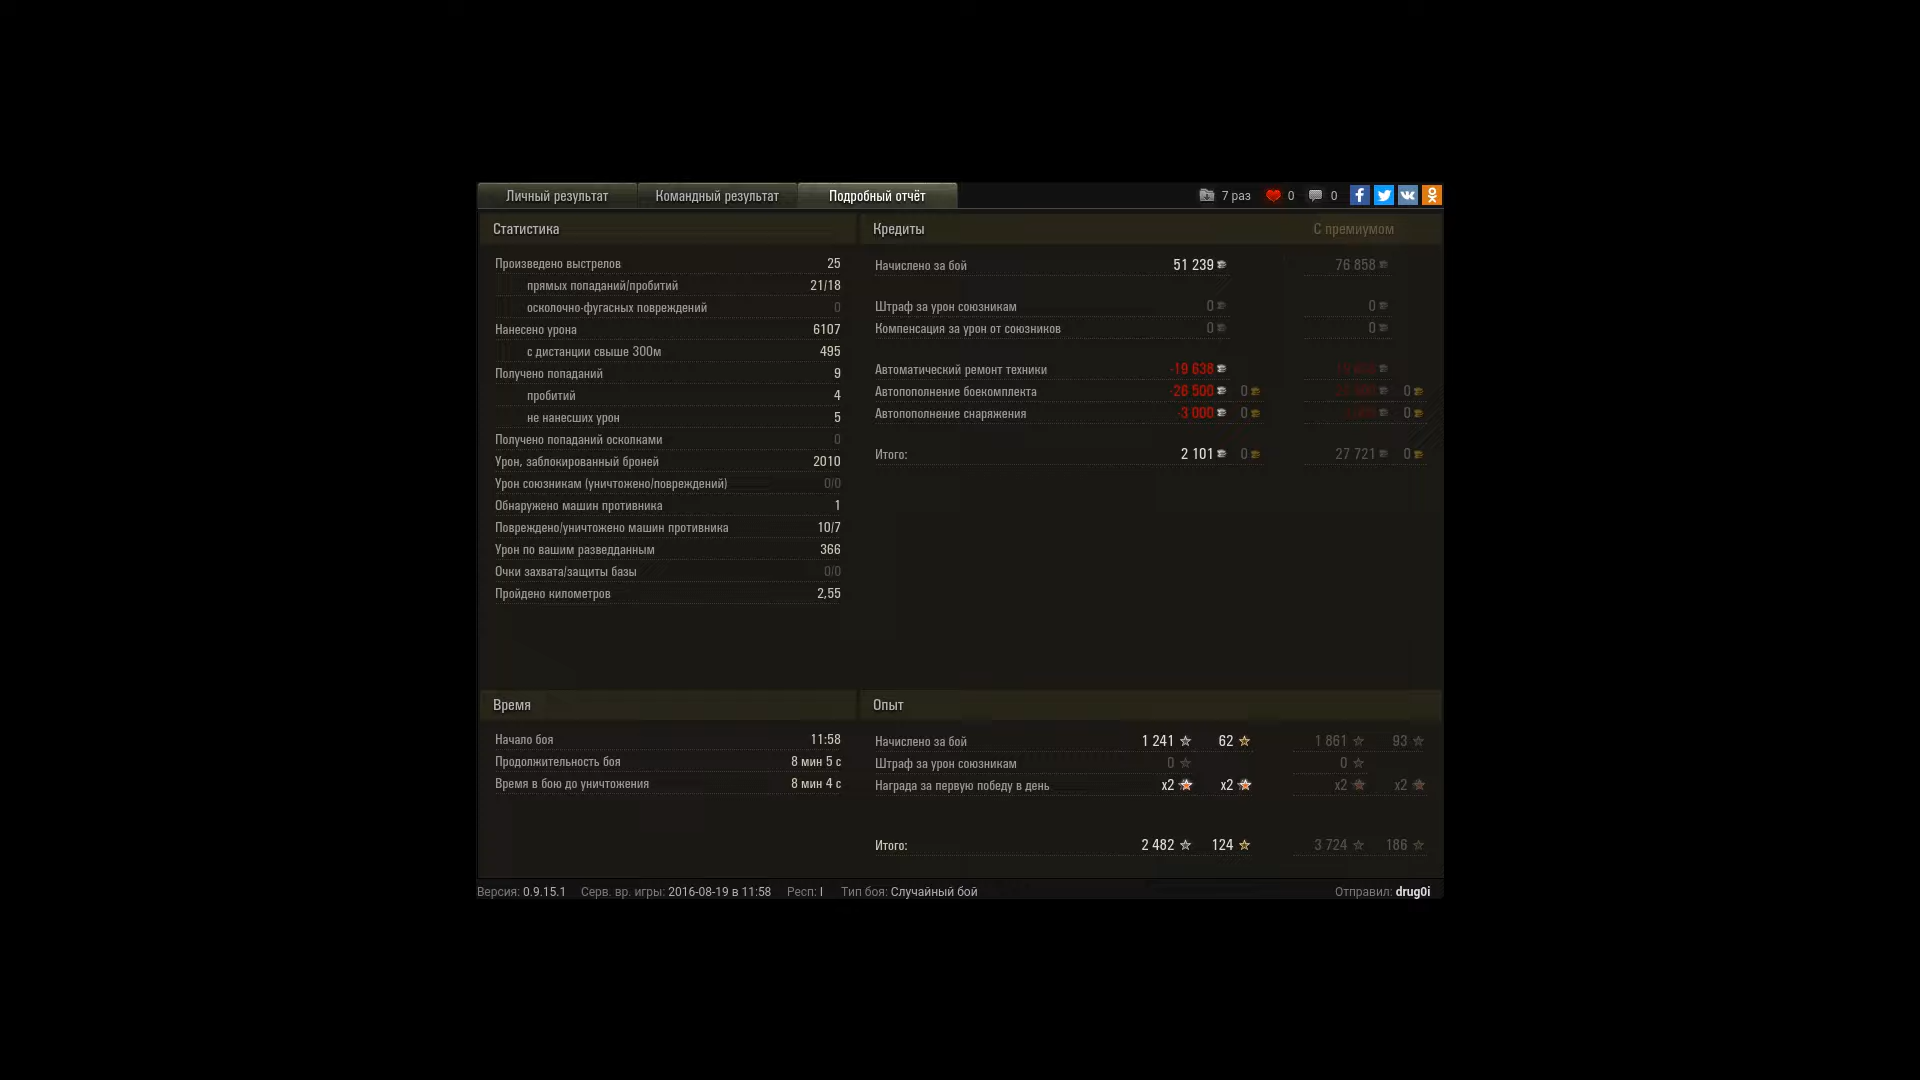 Личный результат Командный результат Подробный отчёт 7 раз 0 0
Статистика
Произведено выстрелов 25
прямых попаданий/пробитий 21/18
осколочно-фугасных повреждений 0
Нанесено урона 6107
с дистанции свыше 300м 495
Получено попаданий 9
пробитий 4
не нанесших урон 5
Получено попаданий осколками 0
Урон, заблокированный броней 2010
Урон союзникам (уничтожено/повреждений) 0/0
Обнаружено машин противника 1
Повреждено/уничтожено машин противника 10/7
Урон по вашим разведданным 366
Очки захвата/защиты базы 0/0
Пройдено километров 2,55
Кредиты С премиумом
Начислено за бой 51 239 76 858
Штраф за урон союзникам 0 0
Компенсация за урон от союзников 0 0
Автоматический ремонт техники -19 638
Автопополнение боекомплекта -26 500 0 0
Автопополнение снаряжения -3 000 0 0
Итого: 2 101 0 27 721 0
Время
Начало боя 11:58
Продолжительность боя 8 мин 5 с
Время в бою до уничтожения 8 мин 4 с
Опыт
Начислено за бой 1 241 62 1 861 93
Штраф за урон союзникам 0 0
Награда за первую победу в день x2 x2 x2 x2
Итого: 2 482 124 3 724 186
Версия: 0.9.15.1 Серв. вр. игры: 2016-08-19 в 11:58 Респ: I Тип боя: Случайный бой Отправил: drug0i